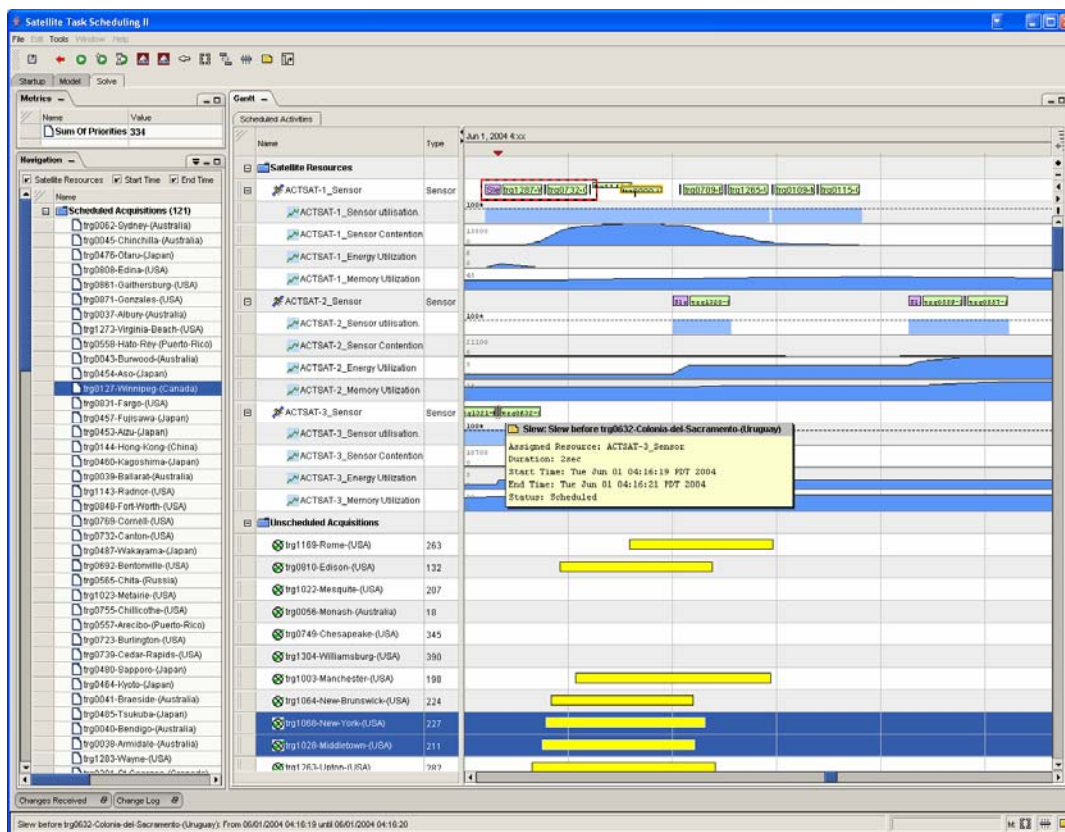 Satellite Task Scheduling II
File Edit Tools Window Help
Startup Model Solve
Metrics
Name Value
Sum Of Priorities 334
Navigation
Satellite Resources Start Time End Time
Name
Scheduled Acquisitions (121)
trg0062-Sydney-(Australia)
trg0045-Chinchilla-(Australia)
trg0476-Otaru-(Japan)
trg0808-Edina-(USA)
trg0861-Gaithersburg-(USA)
trg0871-Gonzales-(USA)
trg0037-Albury-(Australia)
trg1273-Virginia-Beach-(USA)
trg0558-Hato-Rey-(Puerto-Rico)
trg0043-Burwood-(Australia)
trg0454-Aso-(Japan)
trg0127-Winnipeg-(Canada)
trg0831-Fargo-(USA)
trg0457-Fujisawa-(Japan)
trg0453-Aizu-(Japan)
trg0144-Hong-Kong-(China)
trg0460-Kagoshima-(Japan)
trg0039-Ballarat-(Australia)
trg1143-Radnor-(USA)
trg0848-Fort-Worth-(USA)
trg0769-Cornell-(USA)
trg0732-Canton-(USA)
trg0487-Wakayama-(Japan)
trg0692-Bentonville-(USA)
trg0565-Chita-(Russia)
trg1023-Metairie-(USA)
trg0755-Chillicothe-(USA)
trg0557-Arecibo-(Puerto-Rico)
trg0723-Burlington-(USA)
trg0739-Cedar-Rapids-(USA)
trg0480-Sapporo-(Japan)
trg0464-Kyoto-(Japan)
trg0041-Braeside-(Australia)
trg0485-Tsukuba-(Japan)
trg0040-Bendigo-(Australia)
trg0038-Armidale-(Australia)
trg1283-Wayne-(USA)
Gantt
Scheduled Activities
Name Type Jun 1, 2004 4:xx
Satellite Resources
ACTSAT-1_Sensor Sensor
ACTSAT-1_Sensor utilisation.
ACTSAT-1_Sensor Contention
ACTSAT-1_Energy Utilization
ACTSAT-1_Memory Utilization
ACTSAT-2_Sensor Sensor
ACTSAT-2_Sensor utilisation.
ACTSAT-2_Sensor Contention
ACTSAT-2_Energy Utilization
ACTSAT-2_Memory Utilization
ACTSAT-3_Sensor Sensor
ACTSAT-3_Sensor utilisation.
ACTSAT-3_Sensor Contention
ACTSAT-3_Energy Utilization
ACTSAT-3_Memory Utilization
Slew: Slew before trg0632-Colonia-del-Sacramento-(Uruguay)
Assigned Resource: ACTSAT-3_Sensor
Duration: 2sec
Start Time: Tue Jun 01 04:16:19 PDT 2004
End Time: Tue Jun 01 04:16:21 PDT 2004
Status: Scheduled
Unscheduled Acquisitions
trg1169-Rome-(USA) 263
trg0810-Edison-(USA) 132
trg1022-Mesquite-(USA) 207
trg0056-Monash-(Australia) 18
trg0749-Chesapeake-(USA) 345
trg1304-Williamsburg-(USA) 390
trg1003-Manchester-(USA) 198
trg1064-New-Brunswick-(USA) 224
trg1066-New-York-(USA) 227
trg1028-Middletown-(USA) 211
trg1263-Upton-(USA) 282
Changes Received Change Log
Slew before trg0632-Colonia-del-Sacramento-(Uruguay): From 06/01/2004 04:16:19 until 06/01/2004 04:16:20
M: